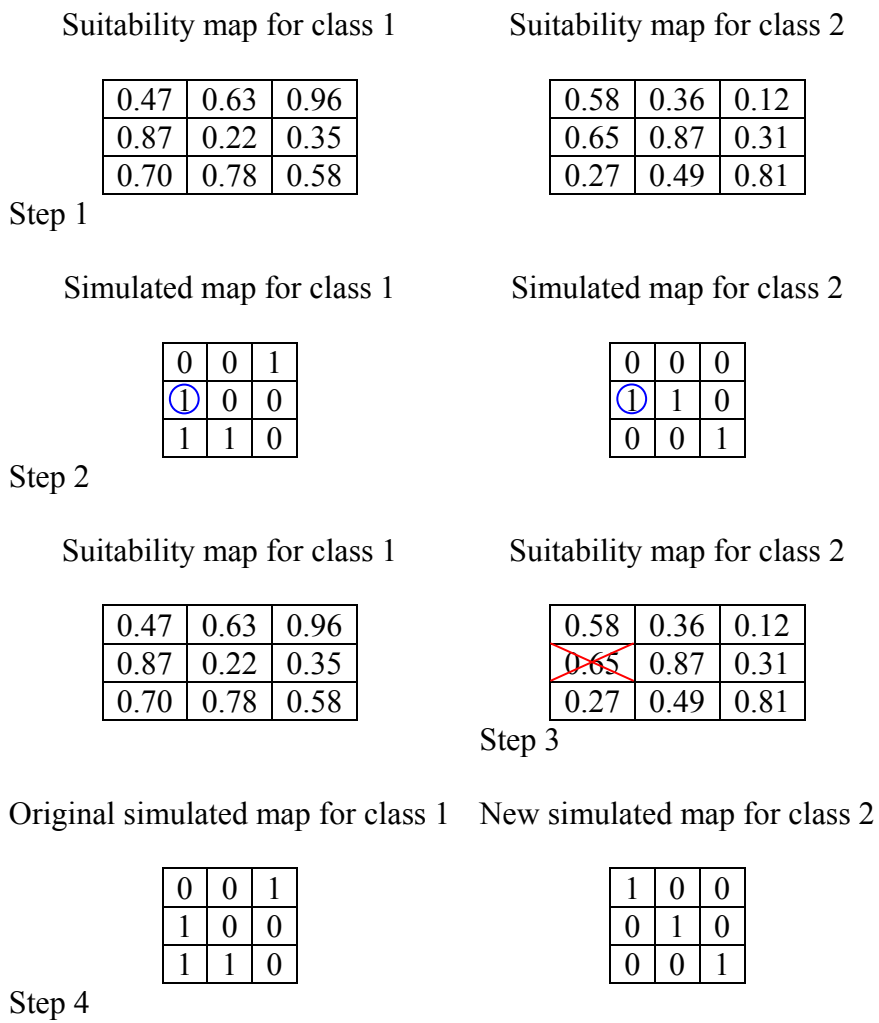 Suitability map for class 1 Suitability map for class 2
0.47 0.63 0.96 0.58 0.36 0.12
0.87 0.22 0.35 0.65 0.87 0.31
0.70 0.78 0.58 0.27 0.49 0.81
Step 1
Simulated map for class 1 Simulated map for class 2
0 0 1 0 0 0
1 0 0 1 1 0
1 1 0 0 0 1
Step 2
Suitability map for class 1 Suitability map for class 2
0.47 0.63 0.96 0.58 0.36 0.12
0.87 0.22 0.35 0.65 0.87 0.31
0.70 0.78 0.58 0.27 0.49 0.81
Step 3
Original simulated map for class 1 New simulated map for class 2
0 0 1 1 0 0
1 0 0 0 1 0
1 1 0 0 0 1
Step 4